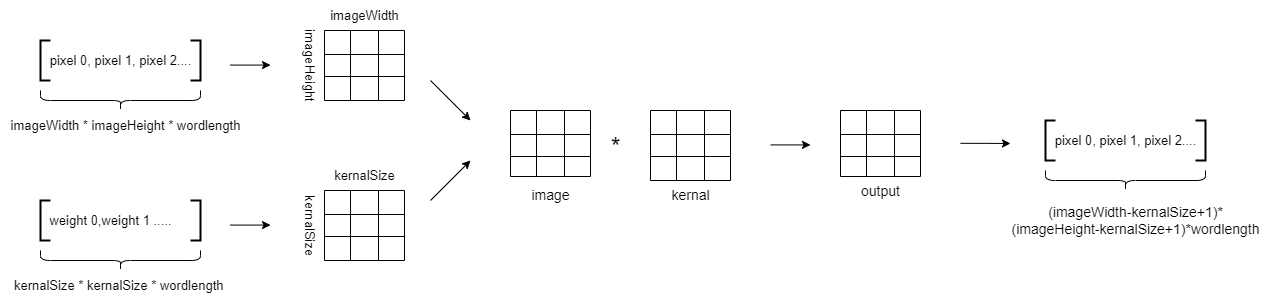 imageWidth
imageHeight
pixel 0, pixel 1, pixel 2....
imageWidth * imageHeight * wordlength
kernalSize
kernalSize
weight 0,weight 1 .....
kernalSize * kernalSize * wordlength
*
image
kernal
output
pixel 0, pixel 1, pixel 2....
(imageWidth-kernalSize+1)*
(imageHeight-kernalSize+1)*wordlength